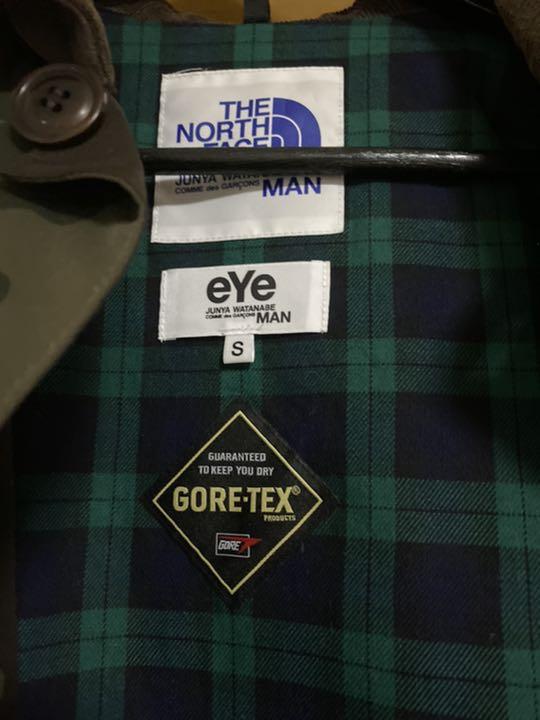 THE
NORTH
FACE
JUNYA WATANABE
COMME des GARÇONS MAN
eYe
JUNYA WATANABE
COMME des GARÇONS MAN
S
GUARANTEED
TO KEEP YOU DRY
GORE-TEX®
PRODUCTS
GORE